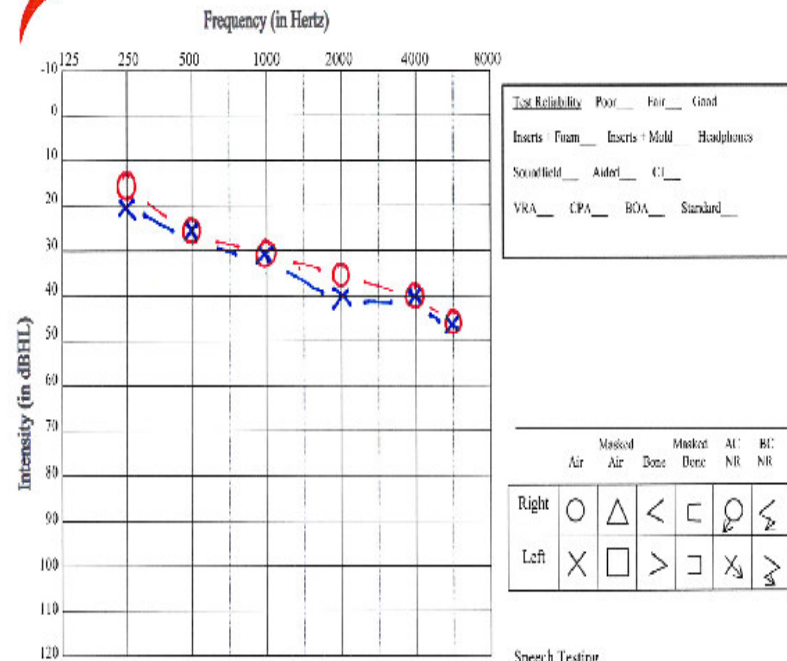 Frequency (in Hertz)
125 250 500 1000 2000 4000 8000
-10
0
10
20
30
40
50
60
70
80
90
100
110
120
Intensity (in dBHL)
Test Reliability Poor___ Fair___ Good
Inserts + Foam___ Inserts + Mold Headphones
Soundfield___ Aided___ CI___
VRA___ CPA___ BOA___ Standard___
Masked Masked AC BC
Air Air Bone Bone NR NR
Right
Left
Speech Testing